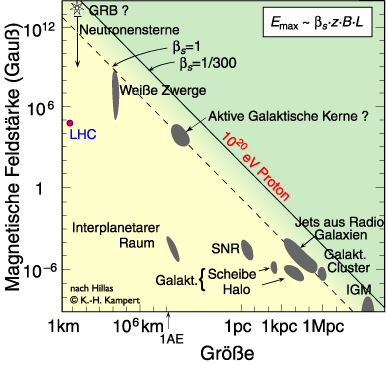 10^12
GRB ?
Neutronensterne
E_max ~ β_s·z·B·L
β_s=1
β_s=1/300
Weiße Zwerge
10^6
Aktive Galaktische Kerne ?
LHC
10^20 eV Proton
1
Magnetische Feldstärke (Gauß)
Jets aus Radio
Galaxien
Interplanetarer
Raum
SNR
Galakt.
Cluster
Galakt. { Scheibe
Halo
10^-6
IGM
nach Hillas
© K.-H. Kampert
1km
10^6 km
1AE
1pc
1kpc
1Mpc
Größe